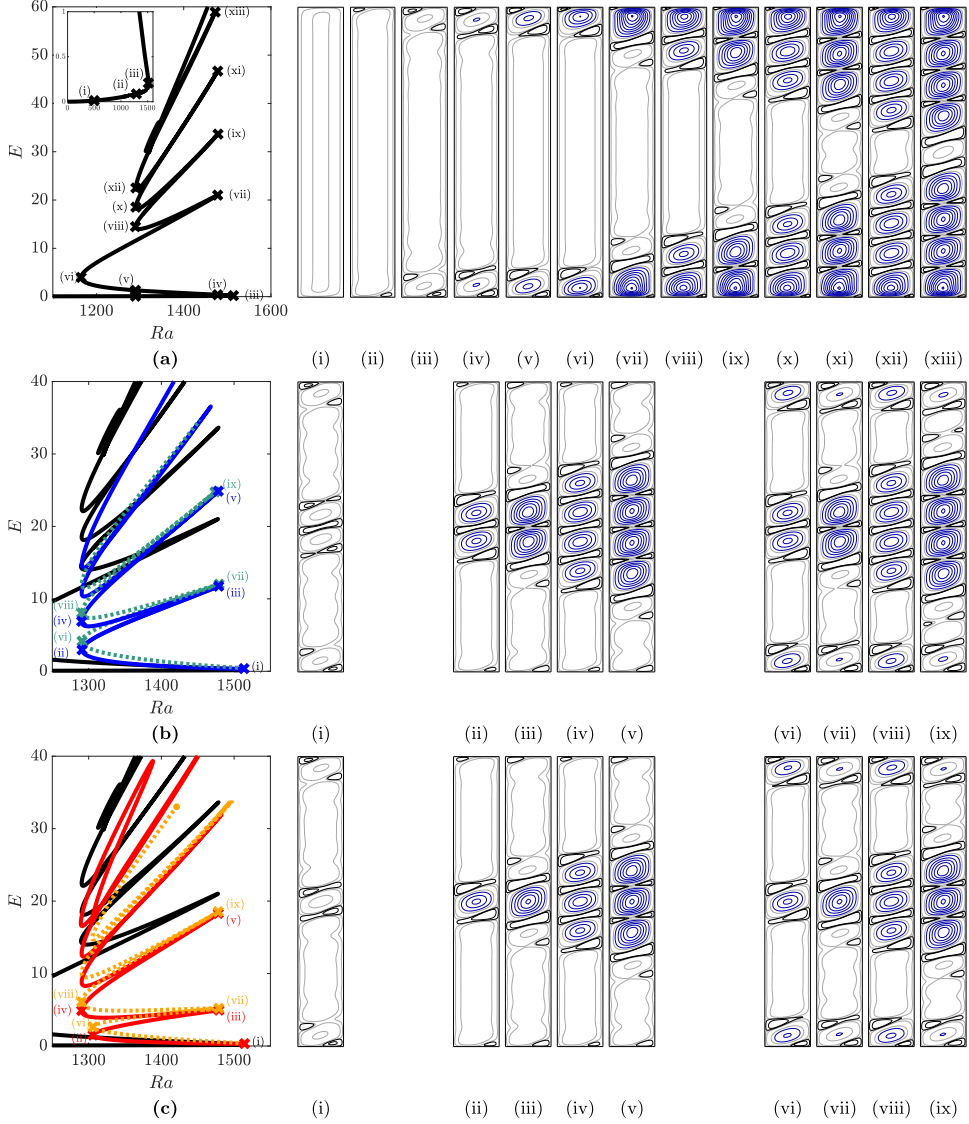 60
50
40
30
20
10
0
E
1
0.5
0
0 500 1000 1500
(i)
(ii)
(iii)
(xiii)
(xi)
(ix)
(xii)
(x)
(vii)
(viii)
(vi)
(v)
(iv)
(iii)
1200 1400 1600
Ra
(a) (i) (ii) (iii) (iv) (v) (vi) (vii) (viii) (ix) (x) (xi) (xii) (xiii)
40
30
20
10
0
E
(ix)
(v)
(vii)
(iii)
(viii)
(iv)
(vi)
(ii)
(i)
1300 1400 1500
Ra
(b) (i) (ii) (iii) (iv) (v) (vi) (vii) (viii) (ix)
40
30
20
10
0
E
(ix)
(v)
(viii)
(iv)
(vii)
(iii)
(vi)
(ii)
(i)
1300 1400 1500
Ra
(c) (i) (ii) (iii) (iv) (v) (vi) (vii) (viii) (ix)